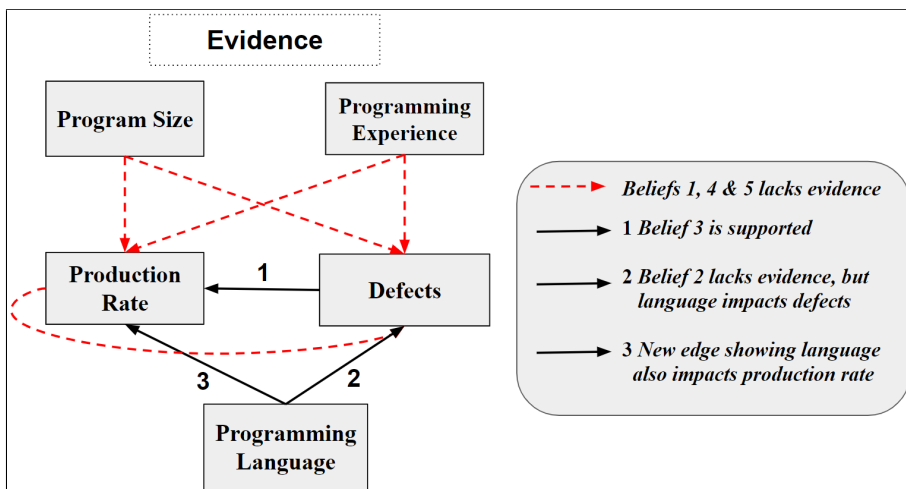 Evidence
Program Size
Programming
Experience
Production
Rate
1
Defects
3
2
Programming
Language
Beliefs 1, 4 & 5 lacks evidence
1 Belief 3 is supported
2 Belief 2 lacks evidence, but
language impacts defects
3 New edge showing language
also impacts production rate